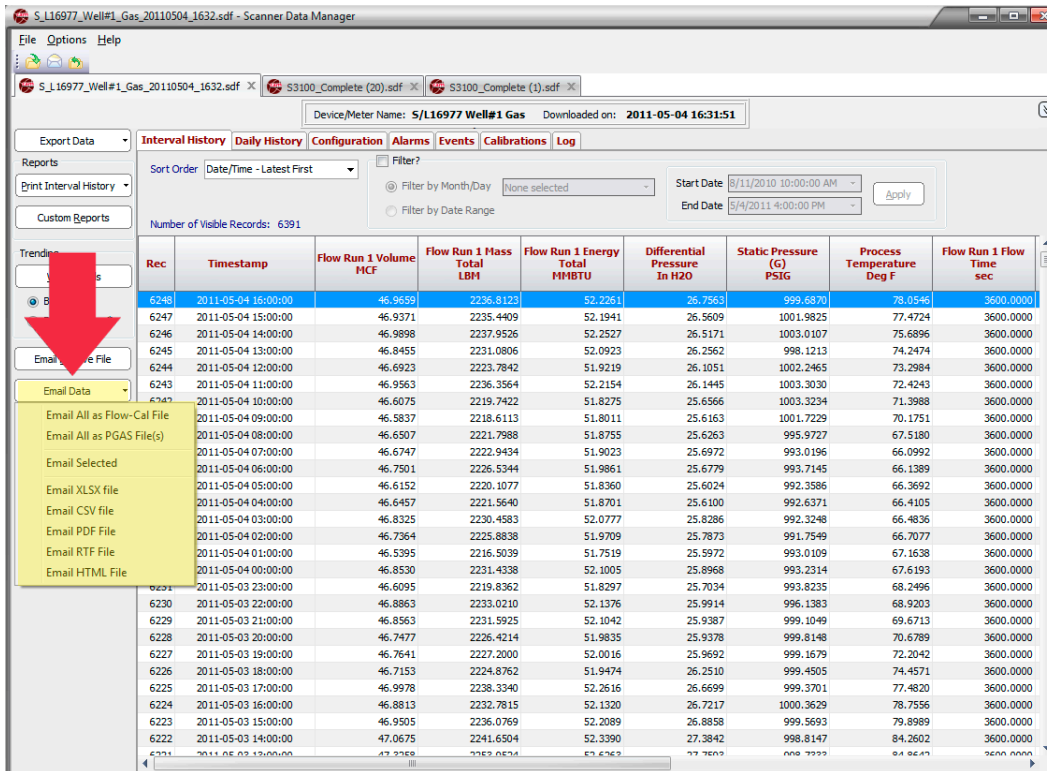 S_L16977_Well#1_Gas_20110504_1632.sdf - Scanner Data Manager
File Options Help
S_L16977_Well#1_Gas_20110504_1632.sdf S3100_Complete (20).sdf S3100_Complete (1).sdf
Device/Meter Name: S/L16977 Well#1 Gas Downloaded on: 2011-05-04 16:31:51
Export Data
Interval History Daily History Configuration Alarms Events Calibrations Log
Reports
Print Interval History
Custom Reports
Sort Order Date/Time - Latest First
Filter?
Filter by Month/Day None selected
Filter by Date Range
Start Date 8/11/2010 10:00:00 AM
End Date 5/4/2011 4:00:00 PM
Apply
Number of Visible Records: 6391
Trending
Email File
Email Data
Email All as Flow-Cal File
Email All as PGAS File(s)
Email Selected
Email XLSX file
Email CSV file
Email PDF File
Email RTF File
Email HTML File
Rec Timestamp Flow Run 1 Volume MCF Flow Run 1 Mass Total LBM Flow Run 1 Energy Total MMBTU Differential Pressure In H2O Static Pressure (G) PSIG Process Temperature Deg F Flow Run 1 Flow Time sec
6248 2011-05-04 16:00:00 46.9659 2236.8123 52.2261 26.7563 999.6870 78.0546 3600.0000
6247 2011-05-04 15:00:00 46.9371 2235.4409 52.1941 26.5609 1001.9825 77.4724 3600.0000
6246 2011-05-04 14:00:00 46.9898 2237.9526 52.2527 26.5171 1003.0107 75.6896 3600.0000
6245 2011-05-04 13:00:00 46.8455 2231.0806 52.0923 26.2562 998.1213 74.2474 3600.0000
6244 2011-05-04 12:00:00 46.6923 2223.7842 51.9219 26.1051 1002.2465 73.2984 3600.0000
6243 2011-05-04 11:00:00 46.9563 2236.3564 52.2154 26.1445 1003.3030 72.4243 3600.0000
6242 2011-05-04 10:00:00 46.6075 2219.7422 51.8275 25.6566 1003.3234 71.3988 3600.0000
2011-05-04 09:00:00 46.5837 2218.6113 51.8011 25.6163 1001.7229 70.1751 3600.0000
2011-05-04 08:00:00 46.6507 2221.7988 51.8755 25.6263 995.9727 67.5180 3600.0000
2011-05-04 07:00:00 46.6747 2222.9434 51.9023 25.6972 993.0196 66.0992 3600.0000
2011-05-04 06:00:00 46.7501 2226.5344 51.9861 25.6779 993.7145 66.1389 3600.0000
2011-05-04 05:00:00 46.6152 2220.1077 51.8360 25.6024 992.3586 66.3692 3600.0000
2011-05-04 04:00:00 46.6457 2221.5640 51.8701 25.6100 992.6371 66.4105 3600.0000
2011-05-04 03:00:00 46.8325 2230.4583 52.0777 25.8286 992.3248 66.4836 3600.0000
2011-05-04 02:00:00 46.7364 2225.8838 51.9709 25.7873 991.7549 66.7077 3600.0000
2011-05-04 01:00:00 46.5395 2216.5039 51.7519 25.5972 993.0109 67.1638 3600.0000
2011-05-04 00:00:00 46.8530 2231.4338 52.1005 25.8968 993.2314 67.6193 3600.0000
6231 2011-05-03 23:00:00 46.6095 2219.8362 51.8297 25.7034 993.8235 68.2496 3600.0000
6230 2011-05-03 22:00:00 46.8863 2233.0210 52.1376 25.9914 996.1383 68.9203 3600.0000
6229 2011-05-03 21:00:00 46.8563 2231.5925 52.1042 25.9387 999.1049 69.6713 3600.0000
6228 2011-05-03 20:00:00 46.7477 2226.4214 51.9835 25.9378 999.8148 70.6789 3600.0000
6227 2011-05-03 19:00:00 46.7641 2227.2000 52.0016 25.9692 999.1679 72.2042 3600.0000
6226 2011-05-03 18:00:00 46.7153 2224.8762 51.9474 26.2510 999.4505 74.4571 3600.0000
6225 2011-05-03 17:00:00 46.9978 2238.3340 52.2616 26.6699 999.3701 77.4820 3600.0000
6224 2011-05-03 16:00:00 46.8813 2232.7815 52.1320 26.7217 1000.3629 78.7556 3600.0000
6223 2011-05-03 15:00:00 46.9505 2236.0769 52.2089 26.8858 999.5693 79.8989 3600.0000
6222 2011-05-03 14:00:00 47.0675 2241.6504 52.3390 27.3842 998.8147 84.2602 3600.0000